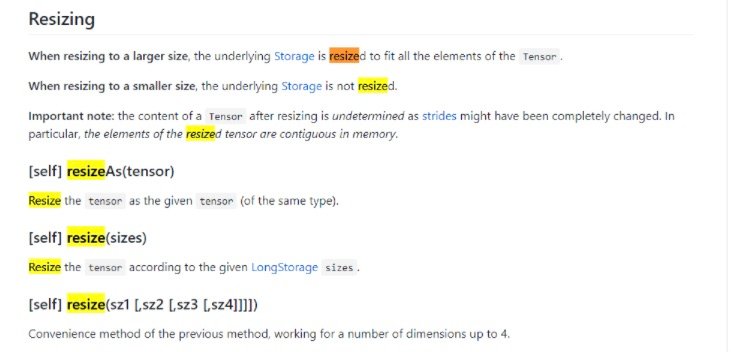 Resizing
When resizing to a larger size, the underlying Storage is resized to fit all the elements of the Tensor.
When resizing to a smaller size, the underlying Storage is not resized.
Important note: the content of a Tensor after resizing is undetermined as strides might have been completely changed. In
particular, the elements of the resized tensor are contiguous in memory.
[self] resizeAs(tensor)
Resize the tensor as the given tensor (of the same type).
[self] resize(sizes)
Resize the tensor according to the given LongStorage sizes.
[self] resize(sz1 [,sz2 [,sz3 [,sz4]]]])
Convenience method of the previous method, working for a number of dimensions up to 4.